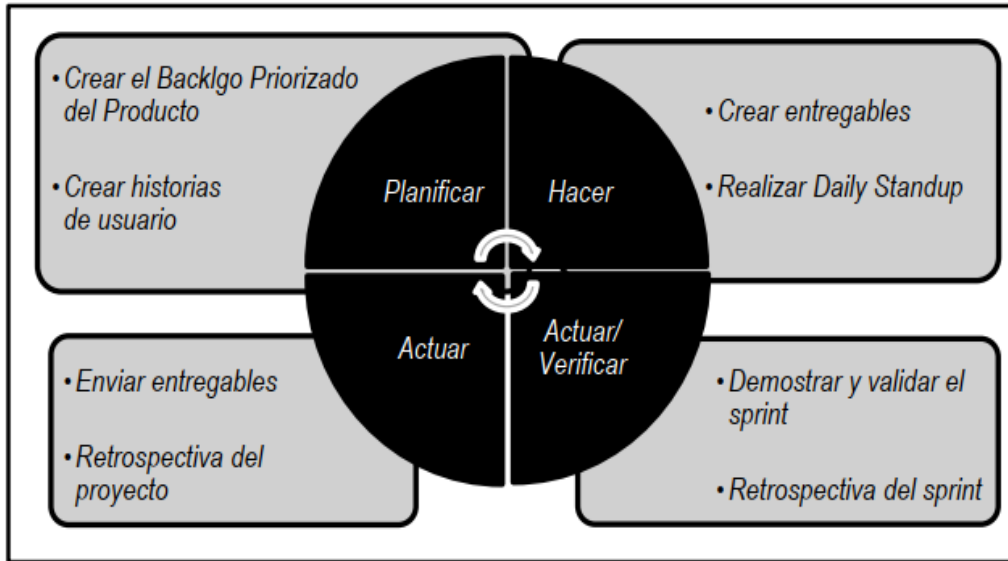 • Crear el Backlgo Priorizado
del Producto
• Crear historias
de usuario
Planificar
Hacer
• Crear entregables
• Realizar Daily Standup
Actuar
Actuar/
Verificar
• Enviar entregables
• Retrospectiva del
proyecto
• Demostrar y validar el
sprint
• Retrospectiva del sprint